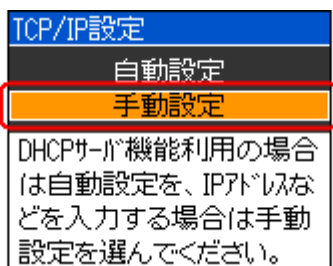 TCP/IP設定
自動設定
手動設定
DHCPｻｰﾊﾞ機能利用の場合
は自動設定を、IPｱﾄﾞﾚｽな
どを入力する場合は手動
設定を選んでください。